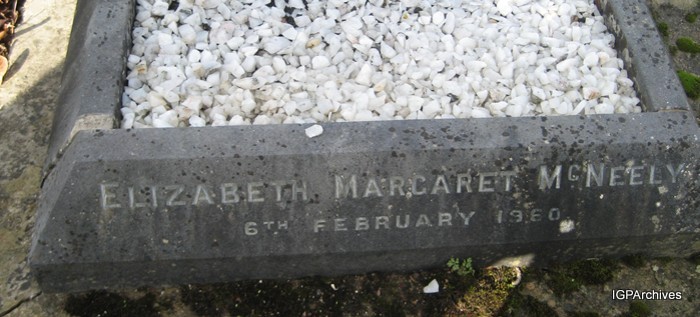 ELIZABETH MARGARET MCNEELY
6TH FEBRUARY 1960
IGPArchives